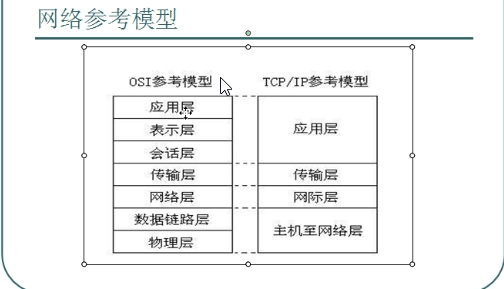 网络参考模型
OSI参考模型
TCP/IP参考模型
应用层
表示层
会话层
传输层
网络层
数据链路层
物理层
应用层
传输层
网际层
主机至网络层